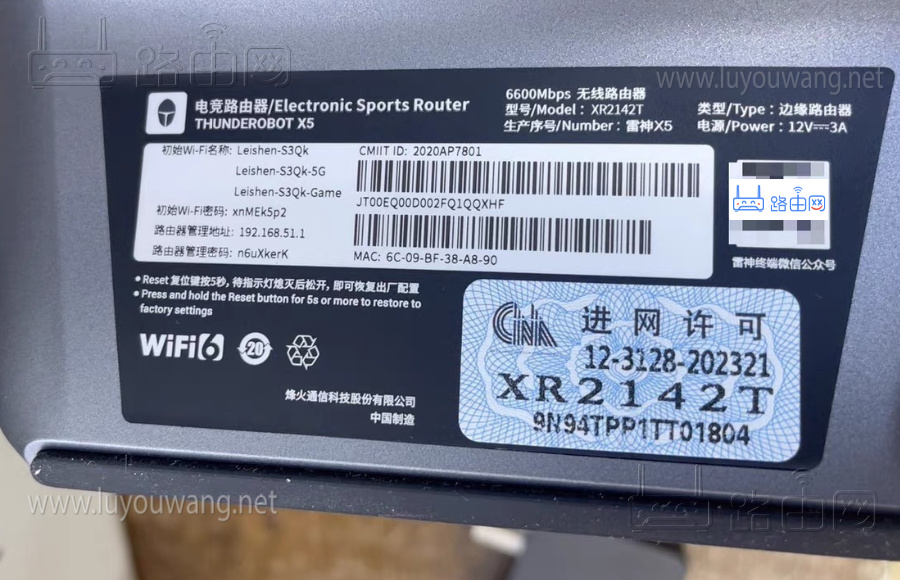 路由网
www.luyouwang.net
电竞路由器/Electronic Sports Router
THUNDEROBOT X5
6600Mbps 无线路由器
型号/Model: XR2142T
生产序号/Number: 雷神X5
类型/Type: 边缘路由器
电源/Power: 12V⎓3A
初始Wi-Fi名称: Leishen-S3Qk
Leishen-S3Qk-5G
Leishen-S3Qk-Game
初始Wi-Fi密码: xnMEk5p2
路由器管理地址: 192.168.51.1
路由器管理密码: n6uXkerK
CMIIT ID: 2020AP7801
JT00EQ00D002FQ1QQXHF
MAC: 6C-09-BF-38-A8-90
路由网
雷神终端微信公众号
• Reset 复位键按5秒, 待指示灯熄灭后松开, 即可恢复出厂配置
• Press and hold the Reset button for 5s or more to restore to
factory settings
WiFi6
20
烽火通信科技股份有限公司
中国制造
CNA
进网许可
12-3128-202321
XR2142T
9N94TPP1TT01804
www.luyouwang.net
路由网